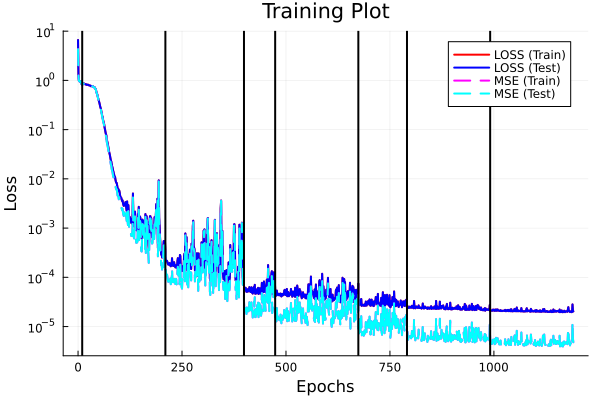 Training Plot
10^1
10^0
10^-1
10^-2
10^-3
10^-4
10^-5
Loss
LOSS (Train)
LOSS (Test)
MSE (Train)
MSE (Test)
0 250 500 750 1000
Epochs